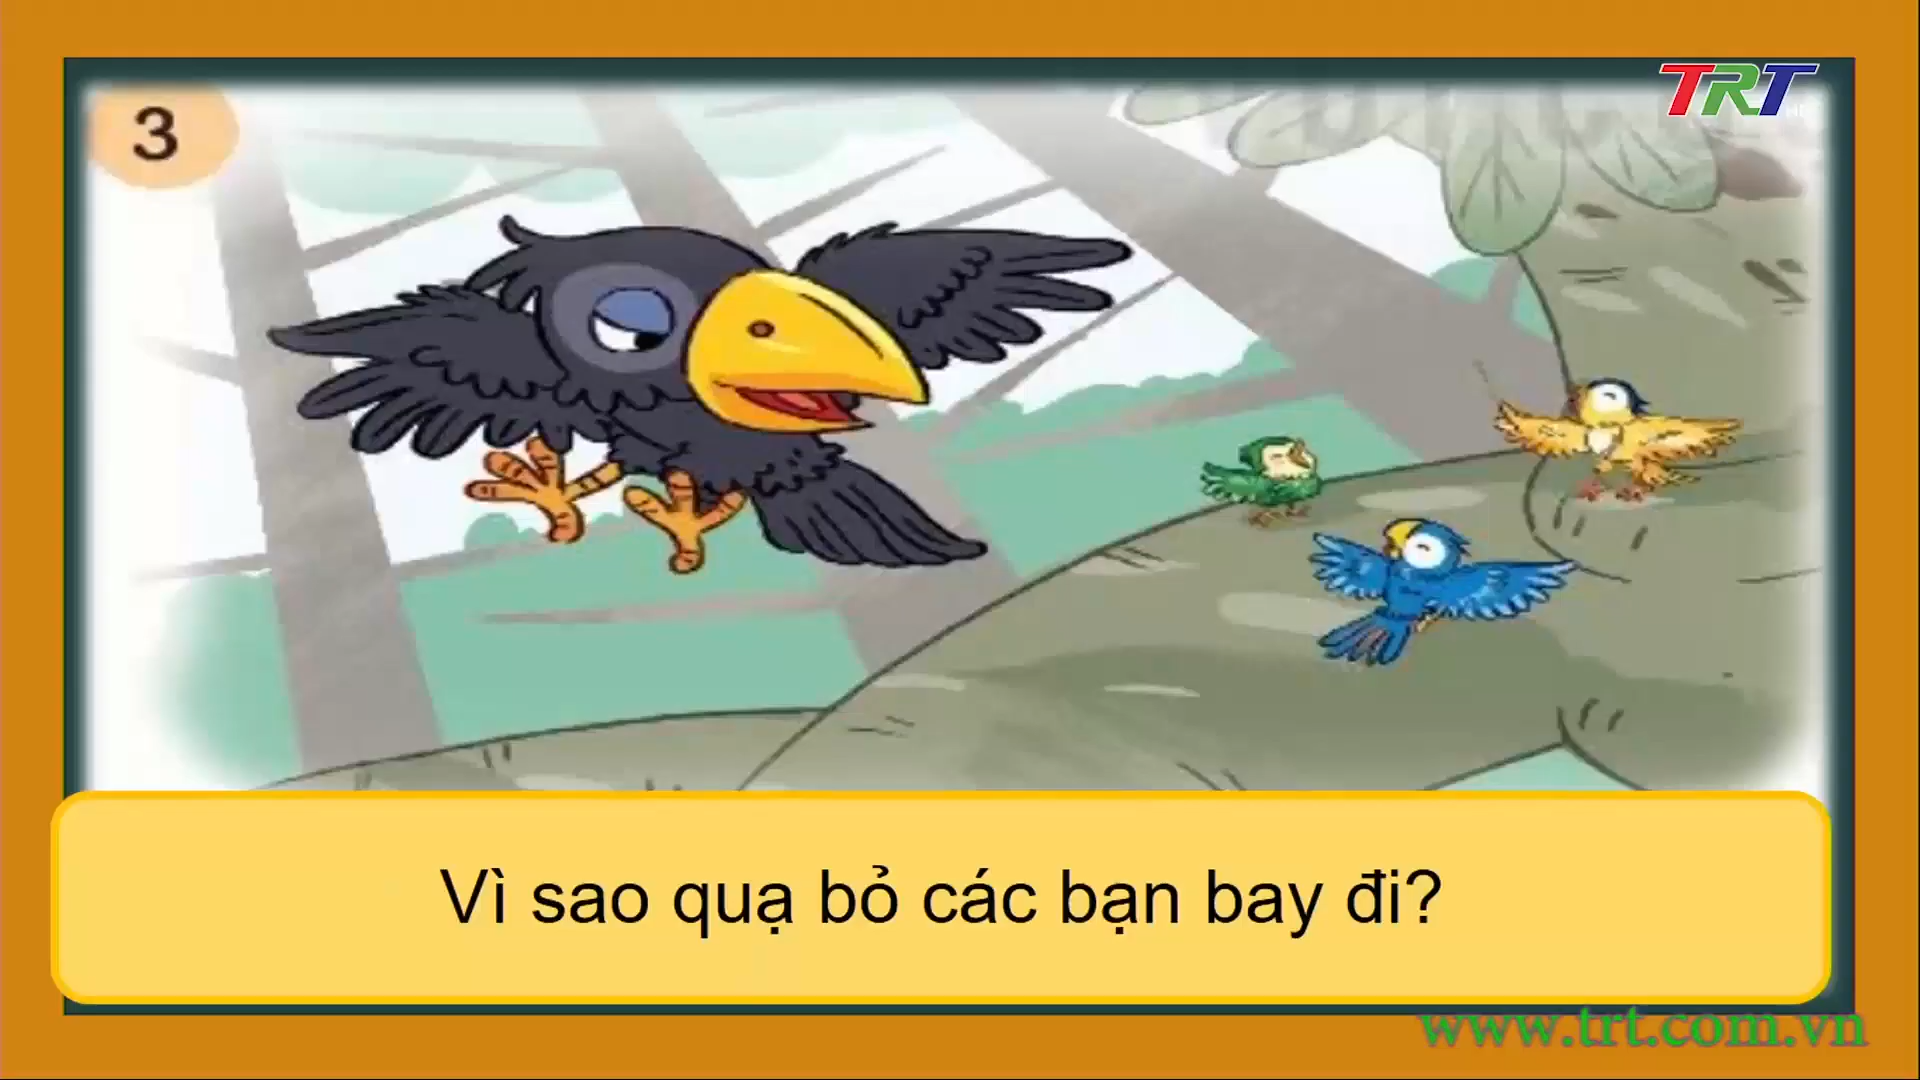 3
TRT
Vì sao quạ bỏ các bạn bay đi?
www.trt.com.vn